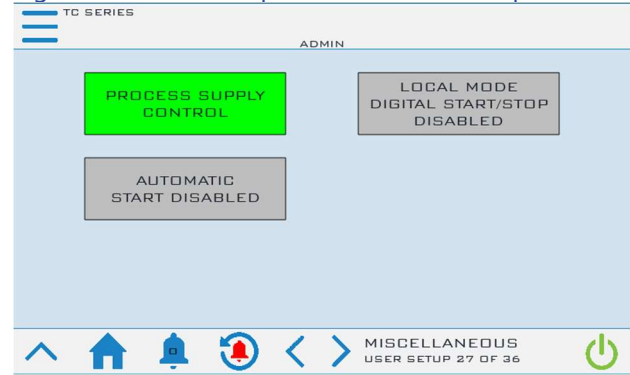 TC SERIES
ADMIN
PROCESS SUPPLY
CONTROL
LOCAL MODE
DIGITAL START/STOP
DISABLED
AUTOMATIC
START DISABLED
0
MISCELLANEOUS
USER SETUP 27 OF 36